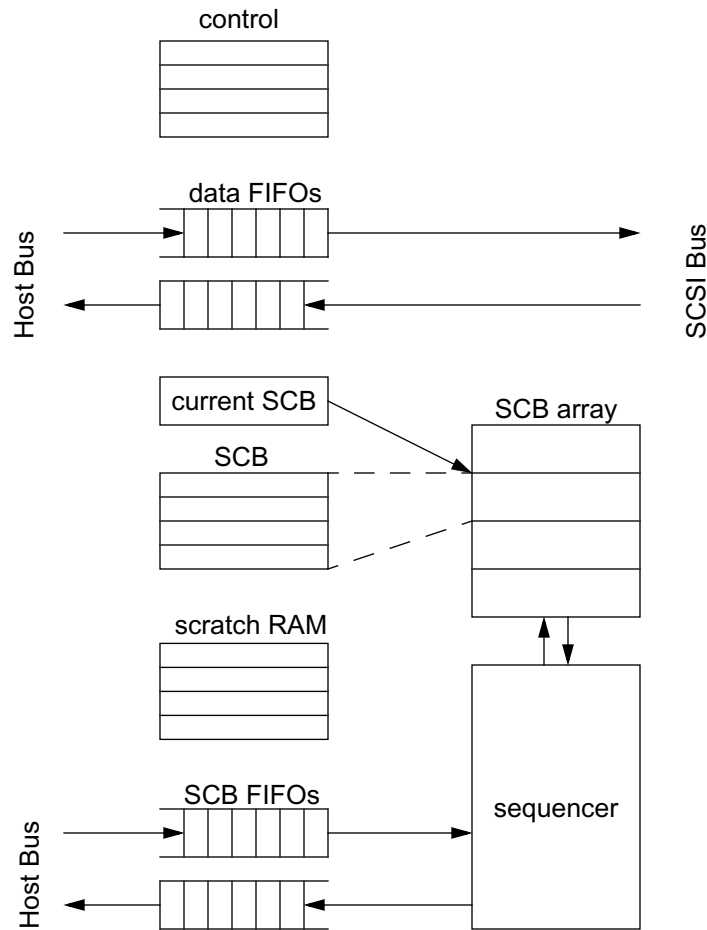 control
data FIFOs
Host Bus
SCSI Bus
current SCB
SCB array
SCB
scratch RAM
SCB FIFOs
sequencer
Host Bus